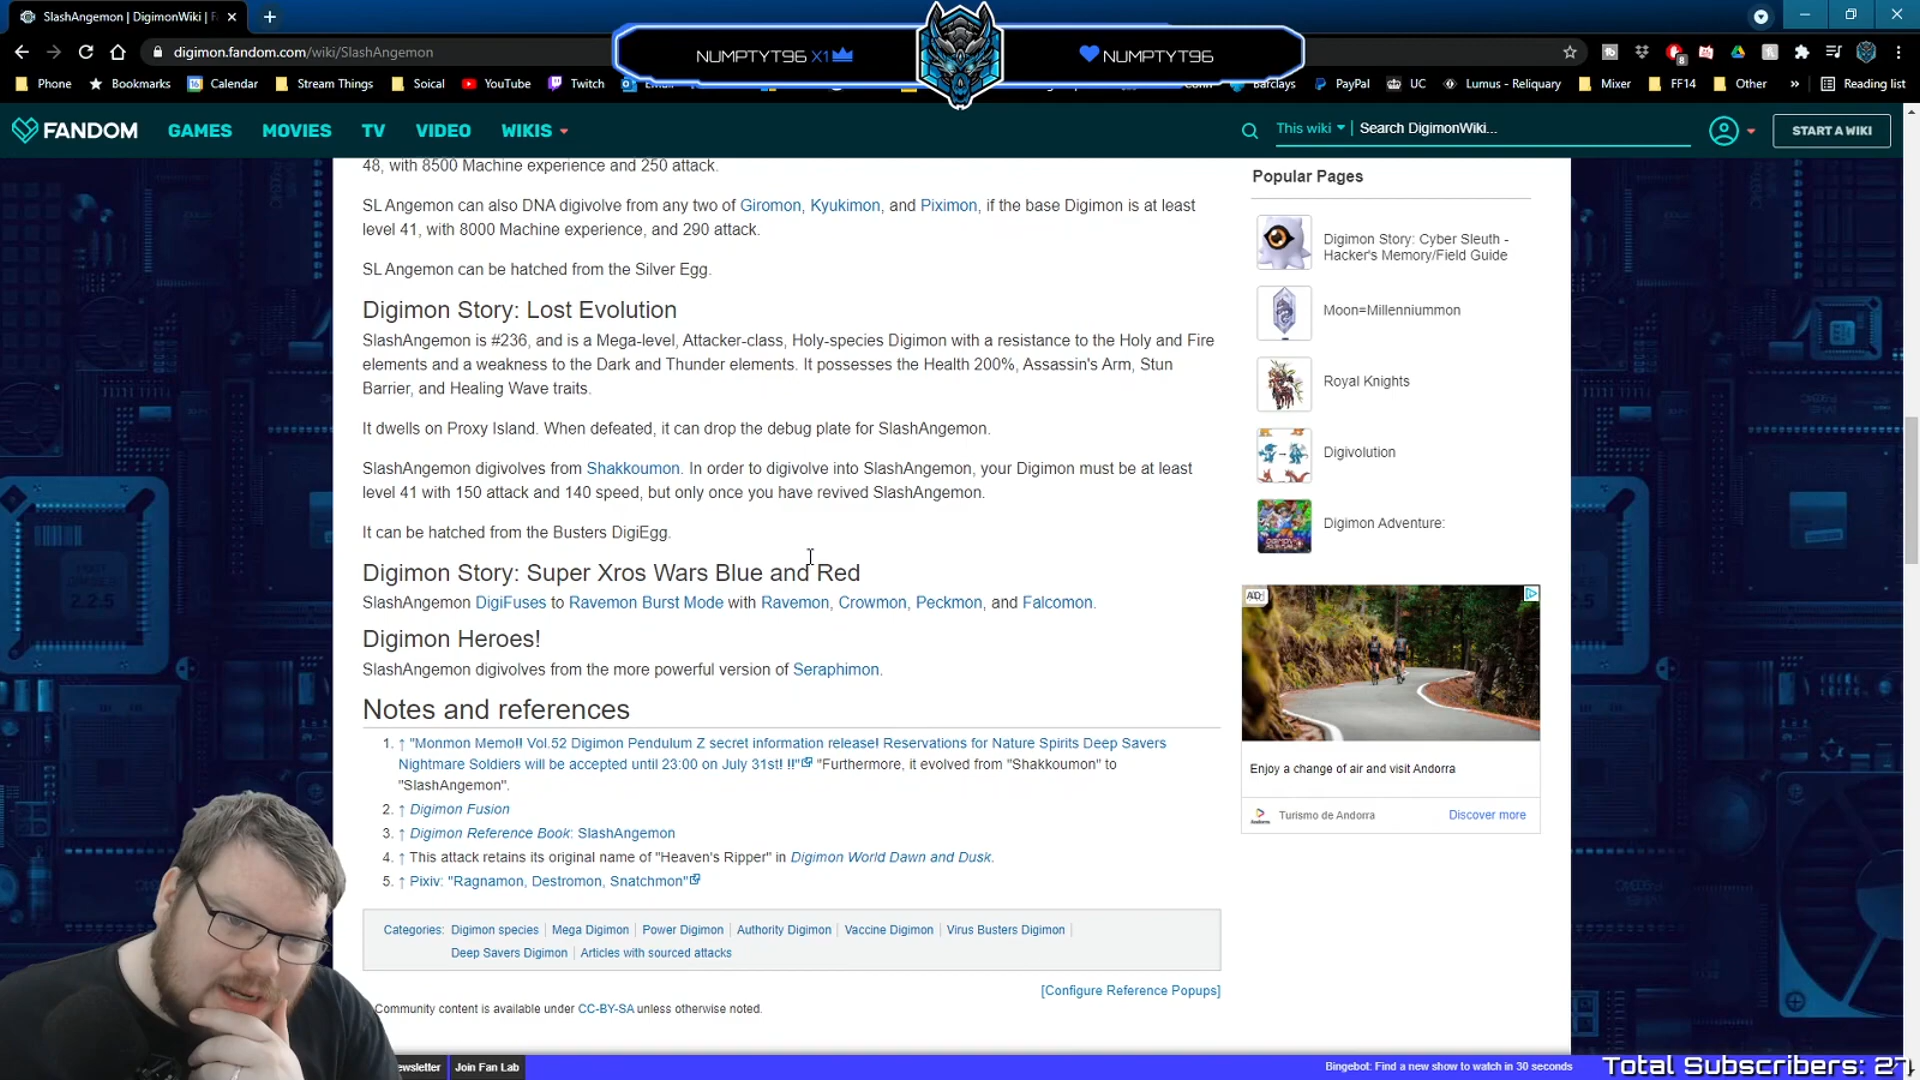 SlashAngemon | DigimonWiki | F
digimon.fandom.com/wiki/SlashAngemon
NUMPTYT96 X1
NUMPTYT96
Phone
Bookmarks
Calendar
Stream Things
Soical
YouTube
Twitch
Barclays
PayPal
UC
Lumus - Reliquary
Mixer
FF14
Other
Reading list
FANDOM
GAMES
MOVIES
TV
VIDEO
WIKIS
This wiki
Search DigimonWiki...
START A WIKI
48, with 8500 Machine experience and 250 attack.
SL Angemon can also DNA digivolve from any two of Giromon, Kyukimon, and Piximon, if the base Digimon is at least
level 41, with 8000 Machine experience, and 290 attack.
SL Angemon can be hatched from the Silver Egg.
Digimon Story: Lost Evolution
SlashAngemon is #236, and is a Mega-level, Attacker-class, Holy-species Digimon with a resistance to the Holy and Fire
elements and a weakness to the Dark and Thunder elements. It possesses the Health 200%, Assassin's Arm, Stun
Barrier, and Healing Wave traits.
It dwells on Proxy Island. When defeated, it can drop the debug plate for SlashAngemon.
SlashAngemon digivolves from Shakkoumon. In order to digivolve into SlashAngemon, your Digimon must be at least
level 41 with 150 attack and 140 speed, but only once you have revived SlashAngemon.
It can be hatched from the Busters DigiEgg.
Digimon Story: Super Xros Wars Blue and Red
SlashAngemon DigiFuses to Ravemon Burst Mode with Ravemon, Crowmon, Peckmon, and Falcomon.
Digimon Heroes!
SlashAngemon digivolves from the more powerful version of Seraphimon.
Notes and references
1. ↑ "Monmon Memo!! Vol.52 Digimon Pendulum Z secret information release! Reservations for Nature Spirits Deep Savers
Nightmare Soldiers will be accepted until 23:00 on July 31st! !!" "Furthermore, it evolved from "Shakkoumon" to
"SlashAngemon".
2. ↑ Digimon Fusion
3. ↑ Digimon Reference Book: SlashAngemon
4. ↑ This attack retains its original name of "Heaven's Ripper" in Digimon World Dawn and Dusk.
5. ↑ Pixiv: "Ragnamon, Destromon, Snatchmon"
Categories: Digimon species | Mega Digimon | Power Digimon | Authority Digimon | Vaccine Digimon | Virus Busters Digimon |
Deep Savers Digimon | Articles with sourced attacks
[Configure Reference Popups]
Community content is available under CC-BY-SA unless otherwise noted.
Popular Pages
Digimon Story: Cyber Sleuth -
Hacker's Memory/Field Guide
Moon=Millenniummon
Royal Knights
Digivolution
Digimon Adventure:
AD
Enjoy a change of air and visit Andorra
Turismo de Andorra
Discover more
2.2.5
ewsletter
Join Fan Lab
Bingebot: Find a new show to watch in 30 seconds
Total Subscribers: 27